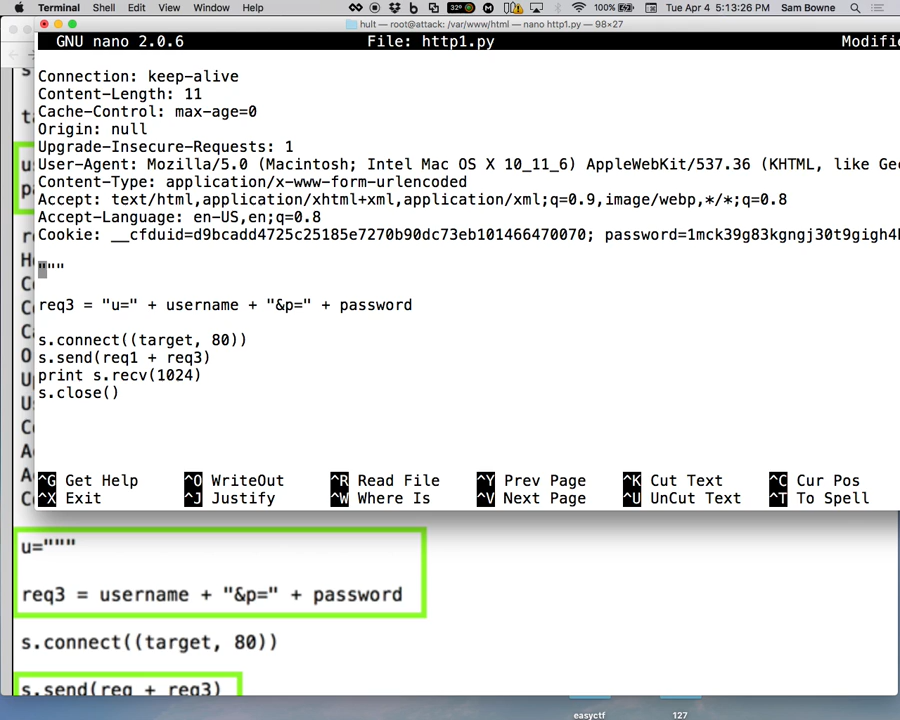 Terminal Shell Edit View Window Help 32° 100% Tue Apr 4 5:13:26 PM Sam Bowne
hult — root@attack: /var/www/html — nano http1.py — 98×27
GNU nano 2.0.6 File: http1.py Modifi
Connection: keep-alive
Content-Length: 11
Cache-Control: max-age=0
Origin: null
Upgrade-Insecure-Requests: 1
User-Agent: Mozilla/5.0 (Macintosh; Intel Mac OS X 10_11_6) AppleWebKit/537.36 (KHTML, like Gec
Content-Type: application/x-www-form-urlencoded
Accept: text/html,application/xhtml+xml,application/xml;q=0.9,image/webp,*/*;q=0.8
Accept-Language: en-US,en;q=0.8
Cookie: __cfduid=d9bcadd4725c25185e7270b90dc73eb101466470070; password=1mck39g83kgngj30t9gigh4
"""
req3 = "u=" + username + "&p=" + password
s.connect((target, 80))
s.send(req1 + req3)
print s.recv(1024)
s.close()
^G Get Help ^O WriteOut ^R Read File ^Y Prev Page ^K Cut Text ^C Cur Pos
^X Exit ^J Justify ^W Where Is ^V Next Page ^U UnCut Text ^T To Spell
u="""
req3 = username + "&p=" + password
s.connect((target, 80))
s.send(req + req3)
easyctf 127